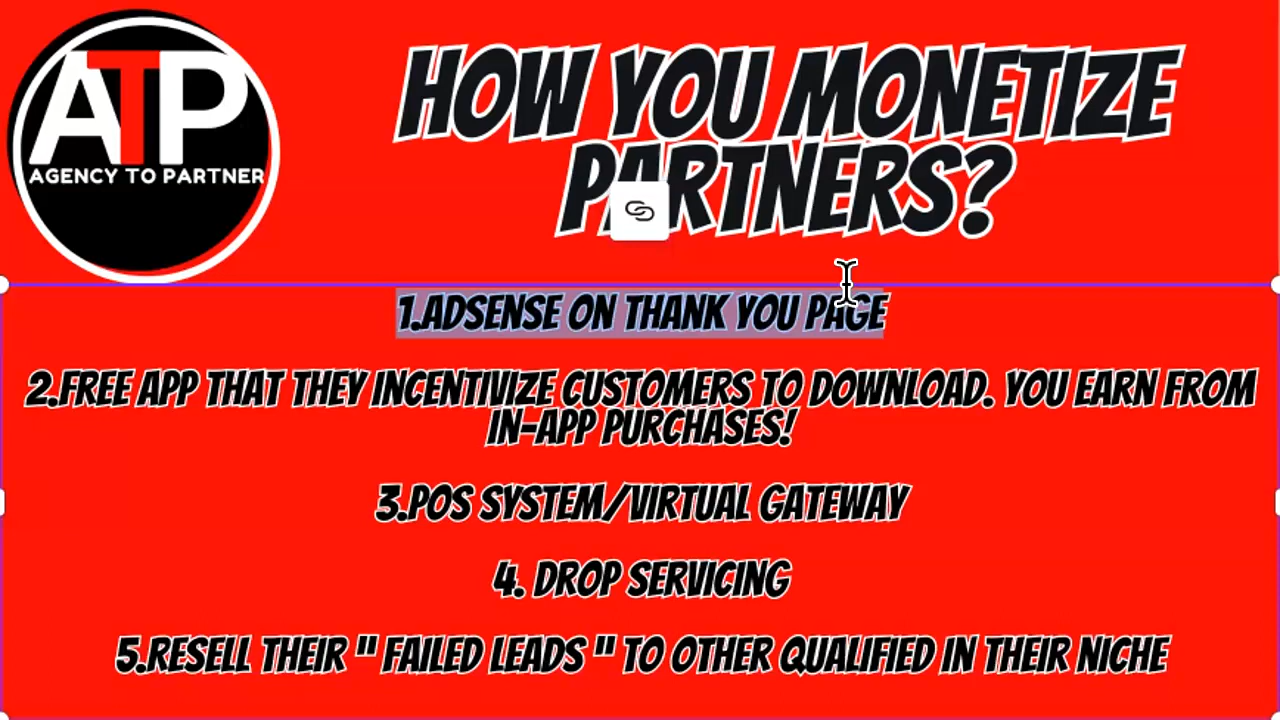 ATP
AGENCY TO PARTNER
HOW YOU MONETIZE
PARTNERS?
1.ADSENSE ON THANK YOU PAGE
2.FREE APP THAT THEY INCENTIVIZE CUSTOMERS TO DOWNLOAD. YOU EARN FROM
IN-APP PURCHASES!
3.POS SYSTEM/VIRTUAL GATEWAY
4. DROP SERVICING
5.RESELL THEIR " FAILED LEADS " TO OTHER QUALIFIED IN THEIR NICHE